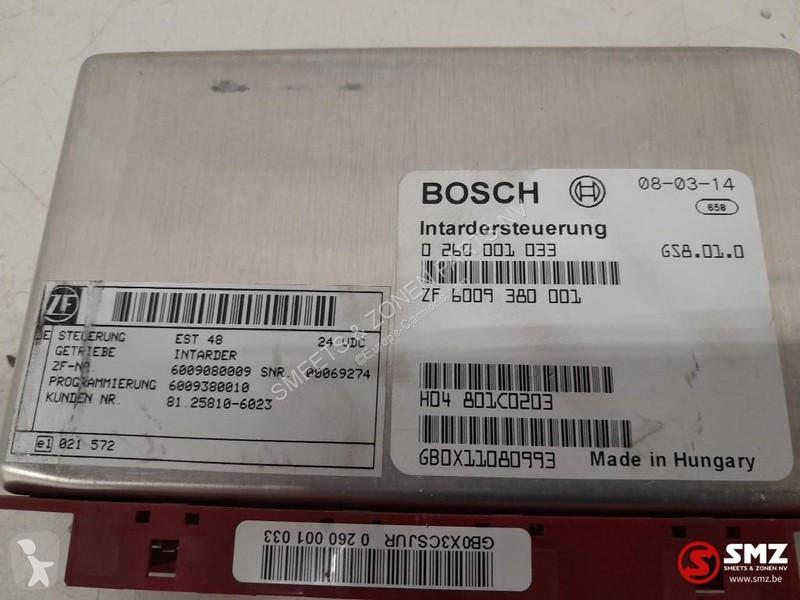 BOSCH
08-03-14
658
Intardersteuerung
0 260 001 033 GS8.01.0
ZF 6009 380 001
H04 801C0203
GB0X11080993 Made in Hungary
ZF
E STEUERUNG EST 48 24 VDC
GETRIEBE INTARDER
ZF-NR. 6009080009 SNR. 00069274
PROGRAMMIERUNG 6009380010
KUNDEN NR. 81.25810-6023
e1 021 572
GB0X3CSJUR 0 260 001 033
SMEETS & ZONEN PARTS NV
©Europe-Camions
SMZ
SMEETS & ZONEN NV
www.smz.be